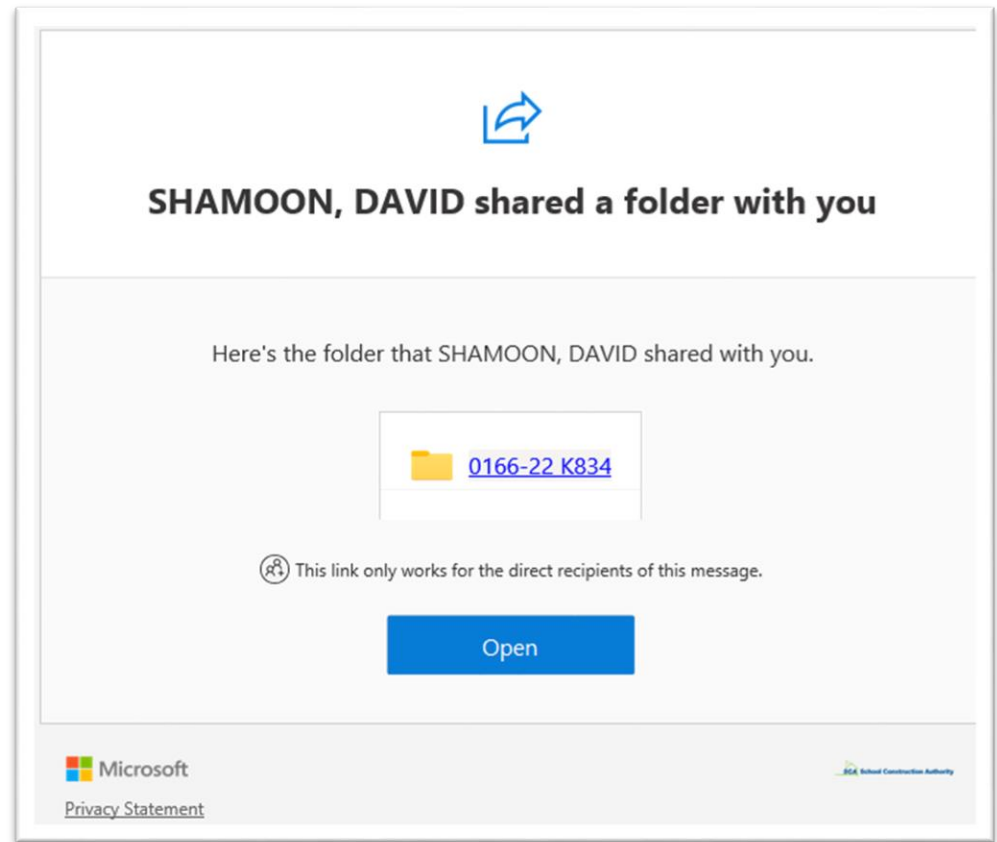 SHAMOON, DAVID shared a folder with you
Here's the folder that SHAMOON, DAVID shared with you.
0166-22 K834
This link only works for the direct recipients of this message.
Open
Microsoft
SCA School Construction Authority
Privacy Statement